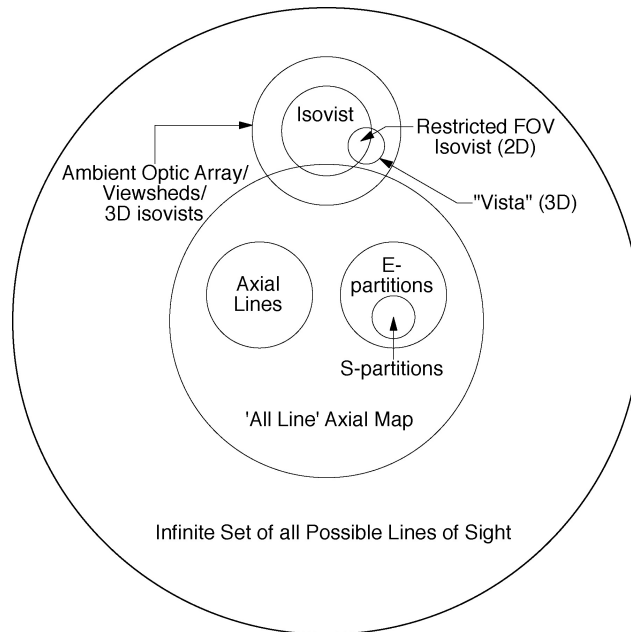 Isovist
Restricted FOV
Isovist (2D)
Ambient Optic Array/
Viewsheds/
3D isovists
"Vista" (3D)
Axial
Lines
E-
partitions
S-partitions
'All Line' Axial Map
Infinite Set of all Possible Lines of Sight